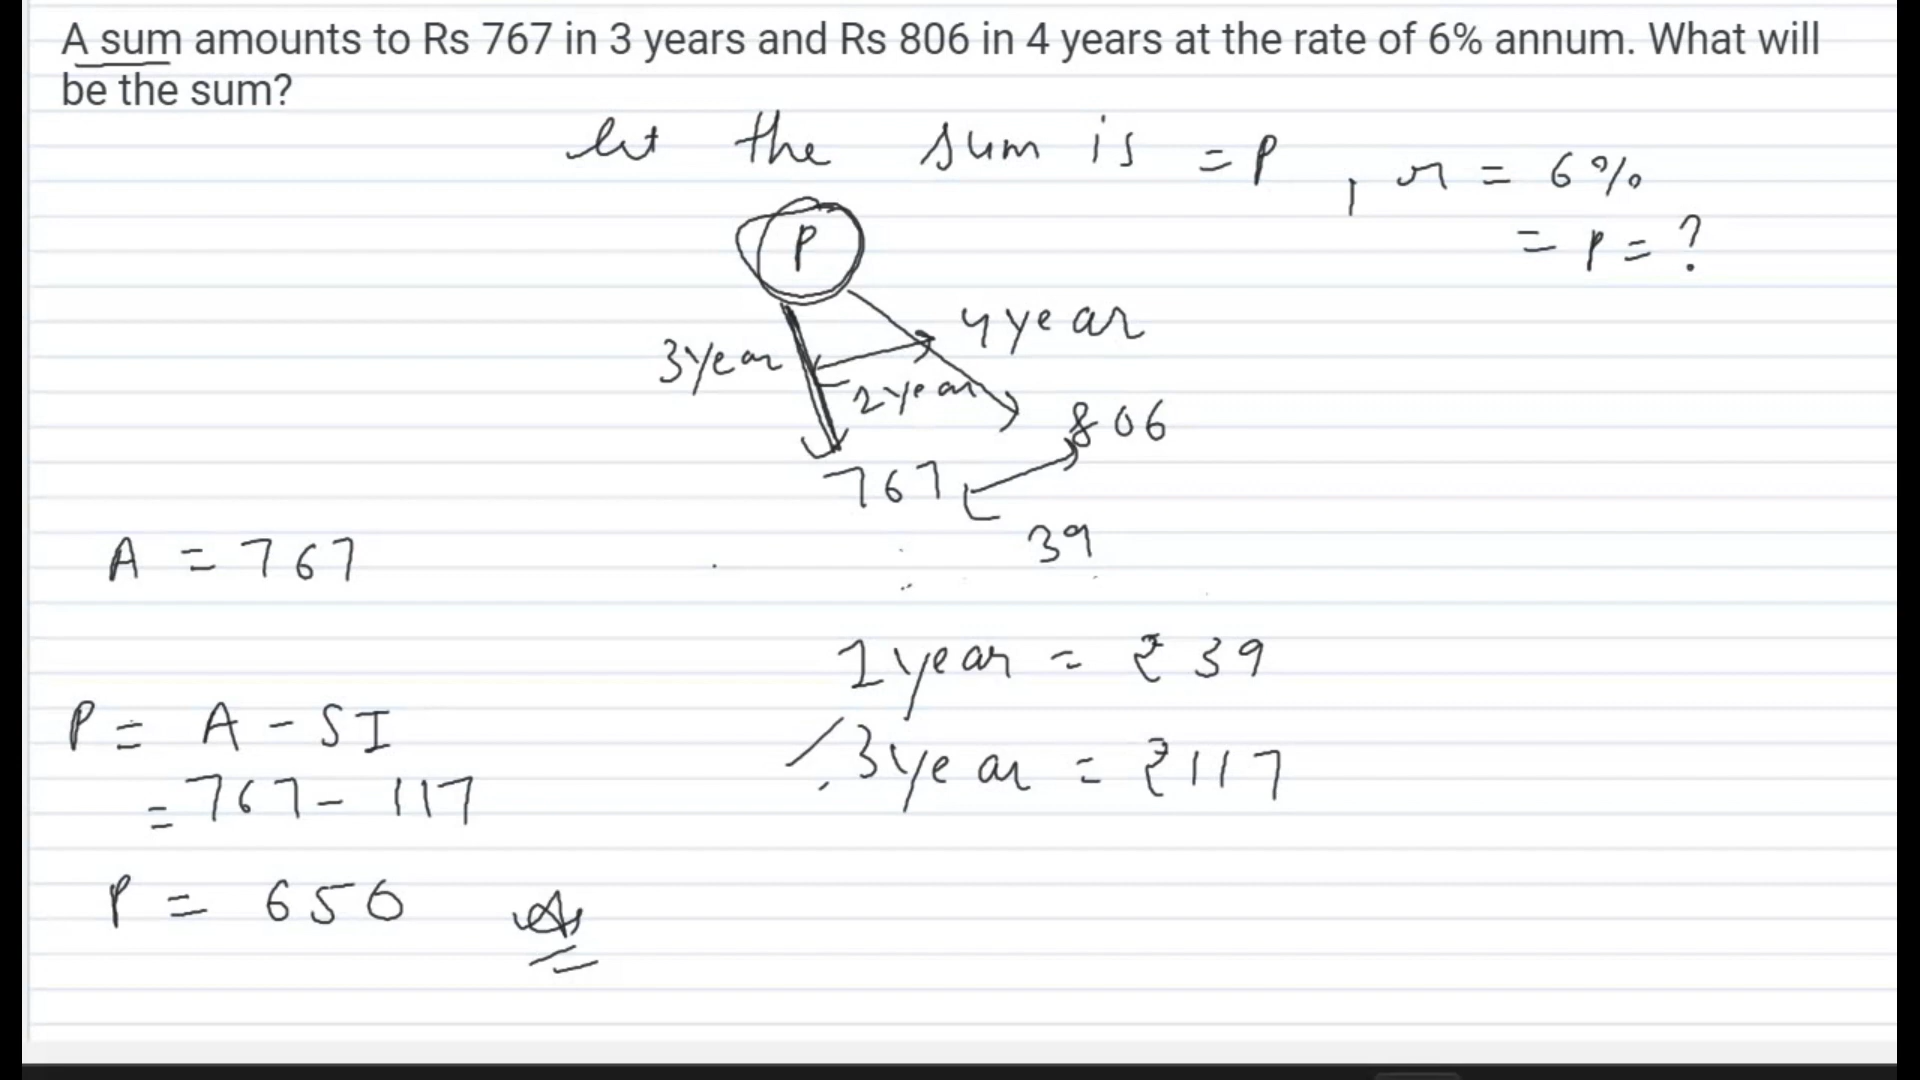 A sum amounts to Rs 767 in 3 years and Rs 806 in 4 years at the rate of 6% annum. What will
be the sum?
let the sum is = P , r = 6%
= P = ?
P
4 year
3 year
1 year
806
767
39
A = 767
1 year = ₹ 39
3 year = ₹ 117
P = A - SI
= 767 - 117
P = 650